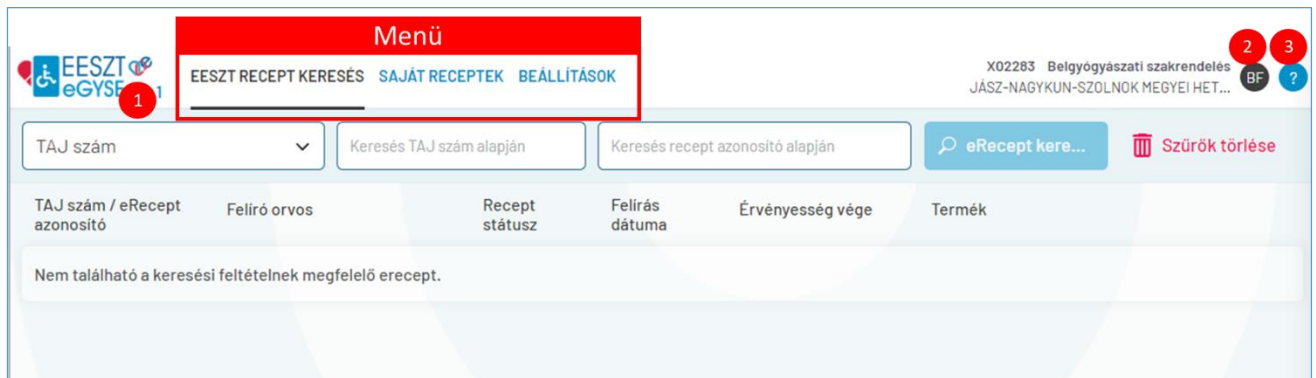 Menü
EESZT
eGYSE
1
1
EESZT RECEPT KERESÉS SAJÁT RECEPTEK BEÁLLÍTÁSOK
2 3
X02283 Belgyógyászati szakrendelés
JÁSZ-NAGYKUN-SZOLNOK MEGYEI HET...
BF ?
TAJ szám Keresés TAJ szám alapján Keresés recept azonosító alapján eRecept kere... Szűrők törlése
TAJ szám / eRecept azonosító Felíró orvos Recept státusz Felírás dátuma Érvényesség vége Termék
Nem található a keresési feltételnek megfelelő erecept.